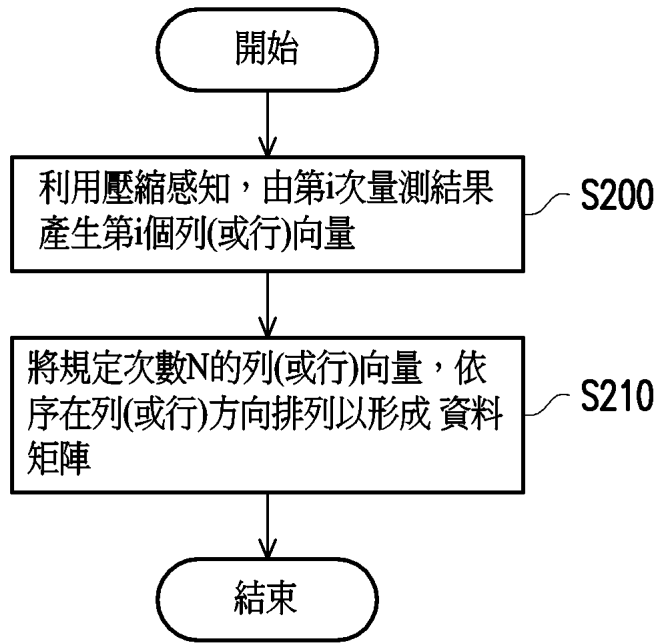 開始
利用壓縮感知，由第i次量測結果
產生第i個列(或行)向量
S200
將規定次數N的列(或行)向量，依
序在列(或行)方向排列以形成 資料
矩陣
S210
結束